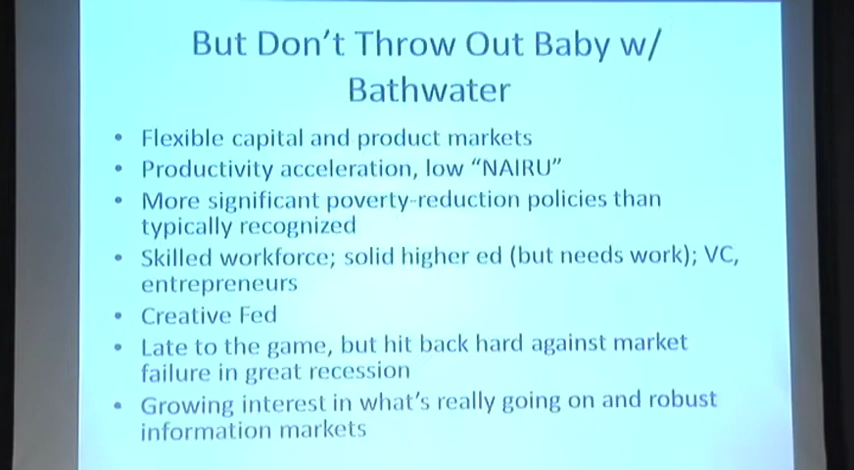 But Don't Throw Out Baby w/
Bathwater
• Flexible capital and product markets
• Productivity acceleration, low "NAIRU"
• More significant poverty-reduction policies than
typically recognized
• Skilled workforce; solid higher ed (but needs work); VC,
entrepreneurs
• Creative Fed
• Late to the game, but hit back hard against market
failure in great recession
• Growing interest in what's really going on and robust
information markets